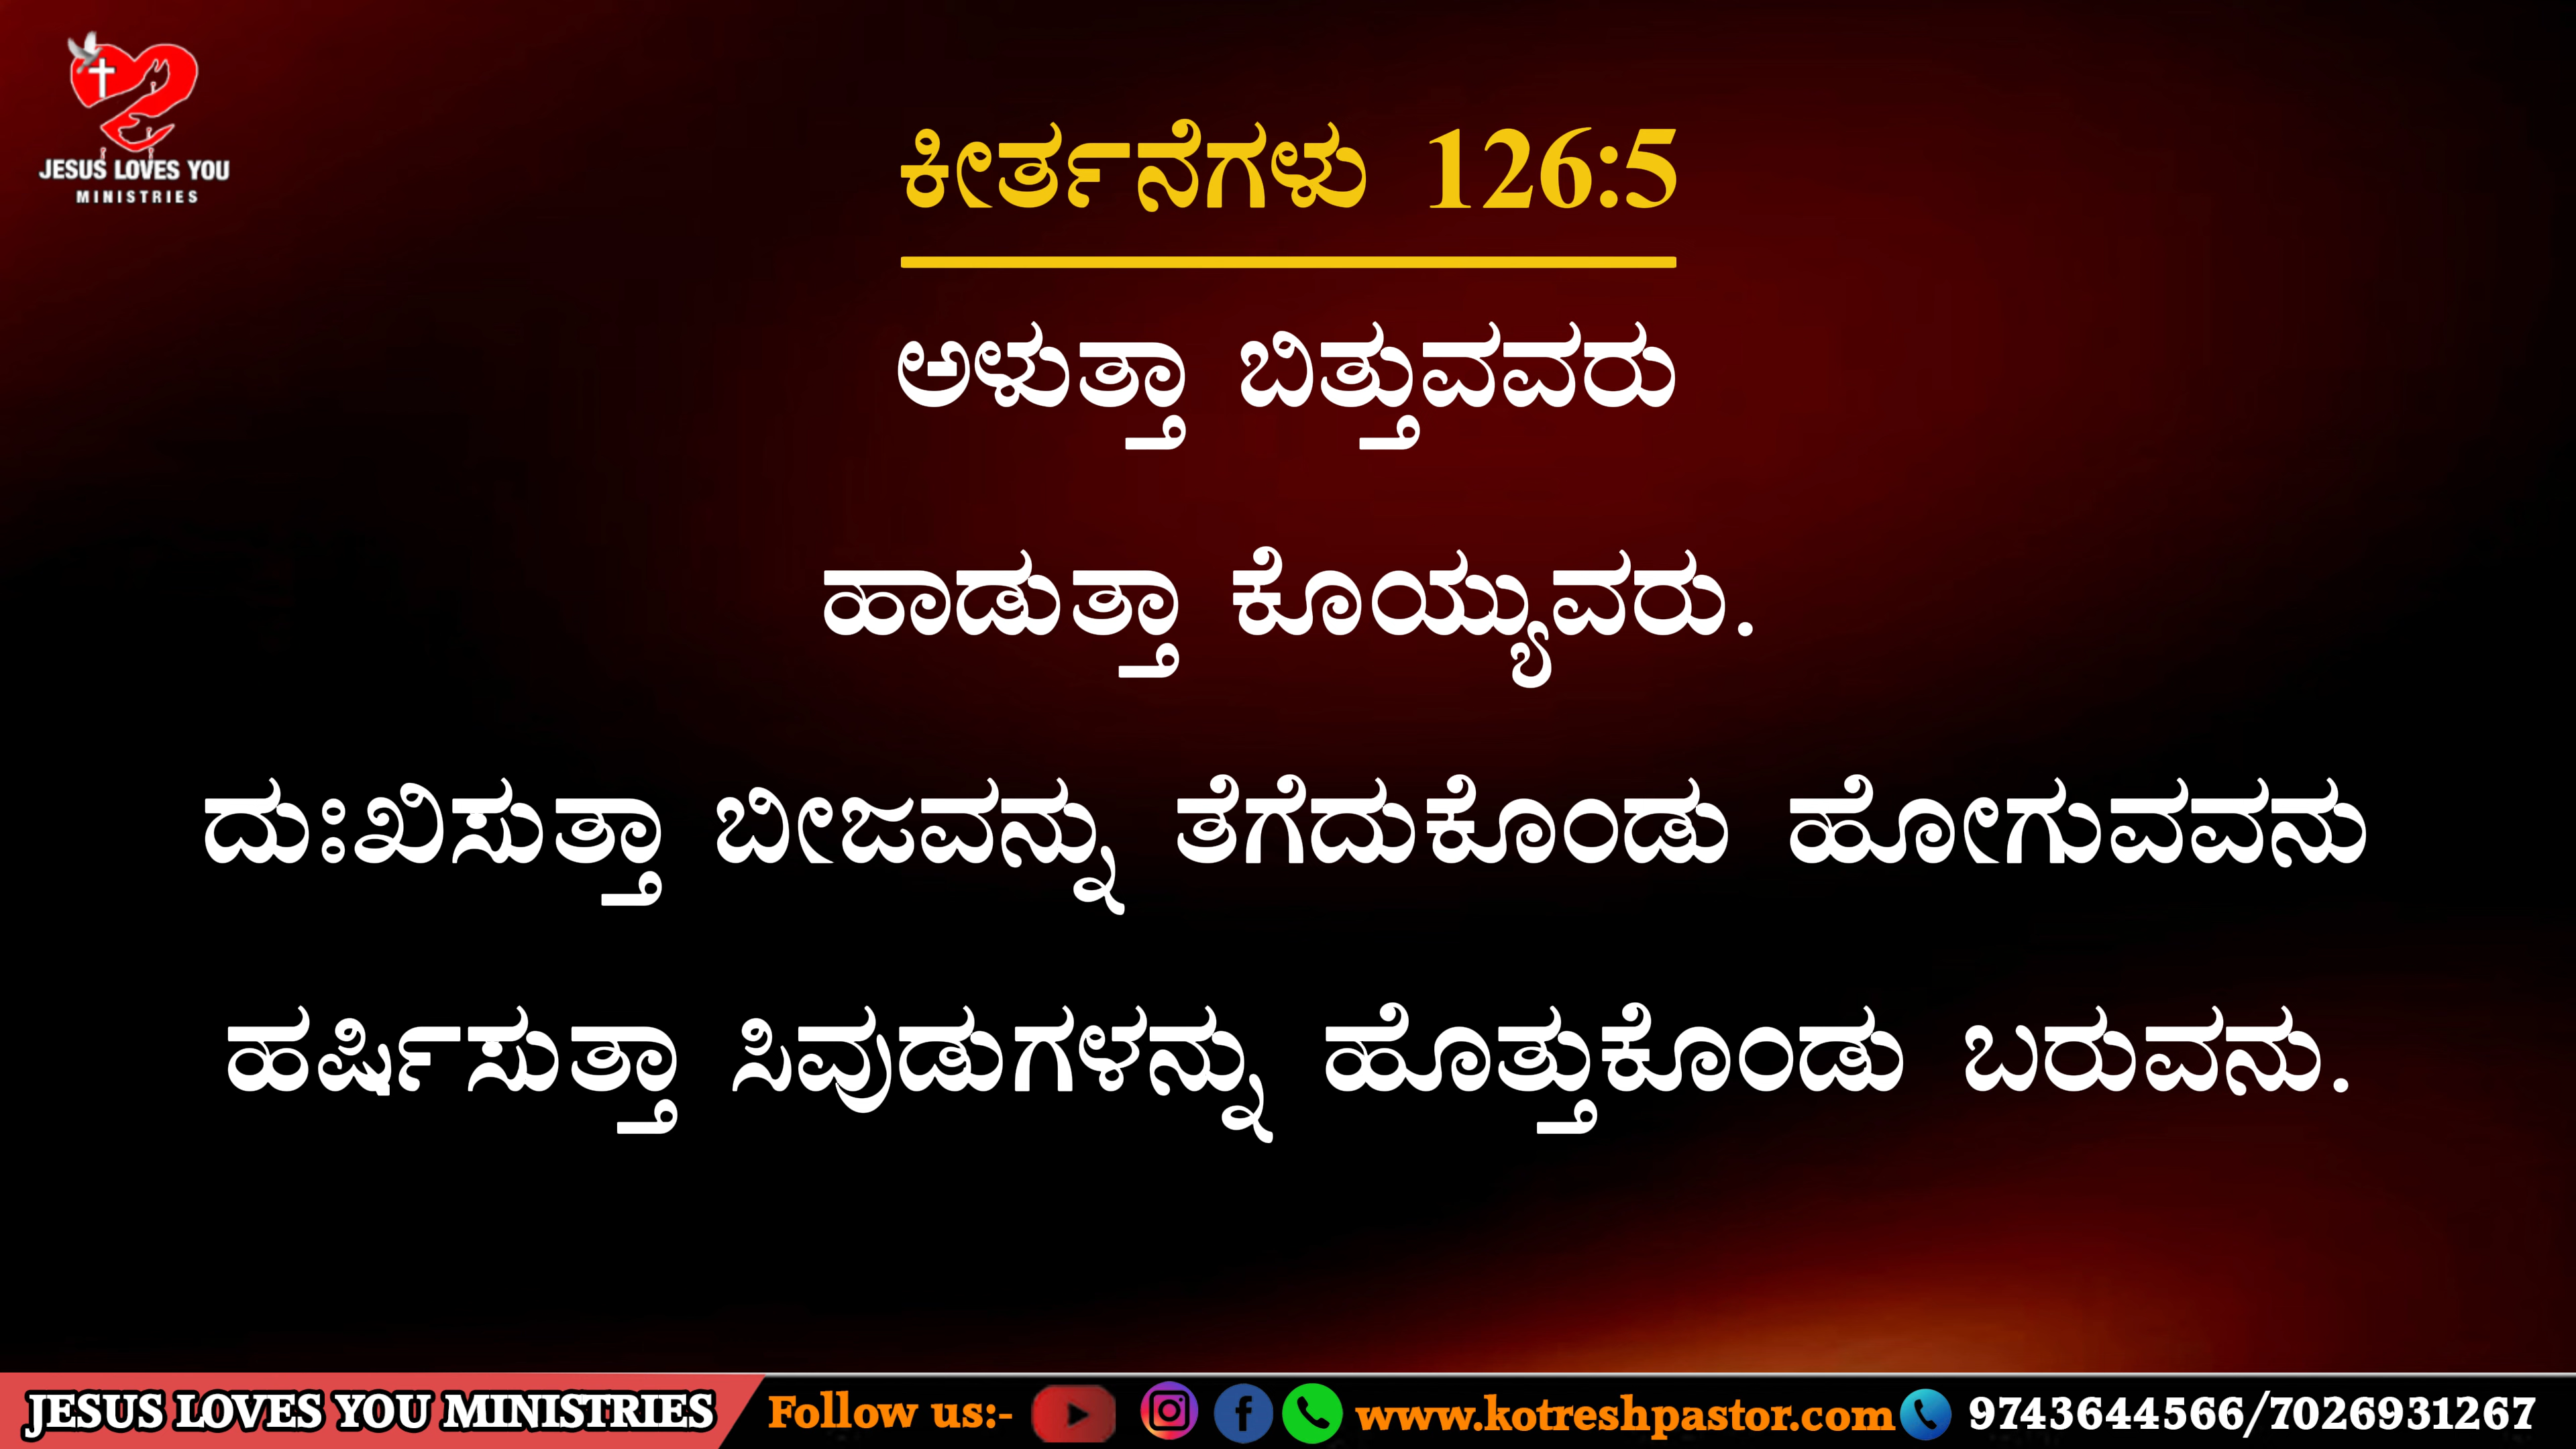 JESUS LOVES YOU
MINISTRIES
ಕೀರ್ತನೆಗಳು 126:5
ಅಳುತ್ತಾ ಬಿತ್ತುವವರು
ಹಾಡುತ್ತಾ ಕೊಯ್ಯುವರು.
ದುಃಖಿಸುತ್ತಾ ಬೀಜವನ್ನು ತೆಗೆದುಕೊಂಡು ಹೋಗುವವನು
ಹರ್ಷಿಸುತ್ತಾ ಸಿವುಡುಗಳನ್ನು ಹೊತ್ತುಕೊಂಡು ಬರುವನು.
JESUS LOVES YOU MINISTRIES Follow us:- www.kotreshpastor.com 9743644566/7026931267